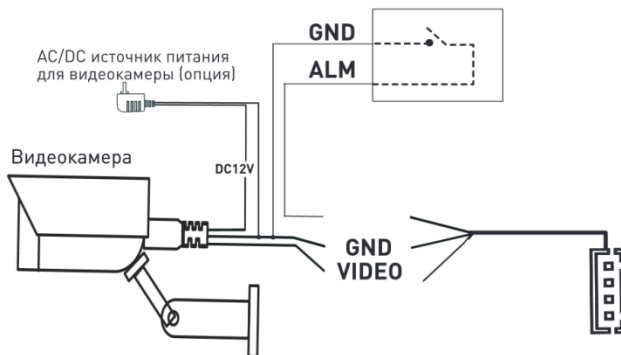 GND
AC/DC источник питания
для видеокамеры (опция)
ALM
Видеокамера
DC12V
GND
VIDEO